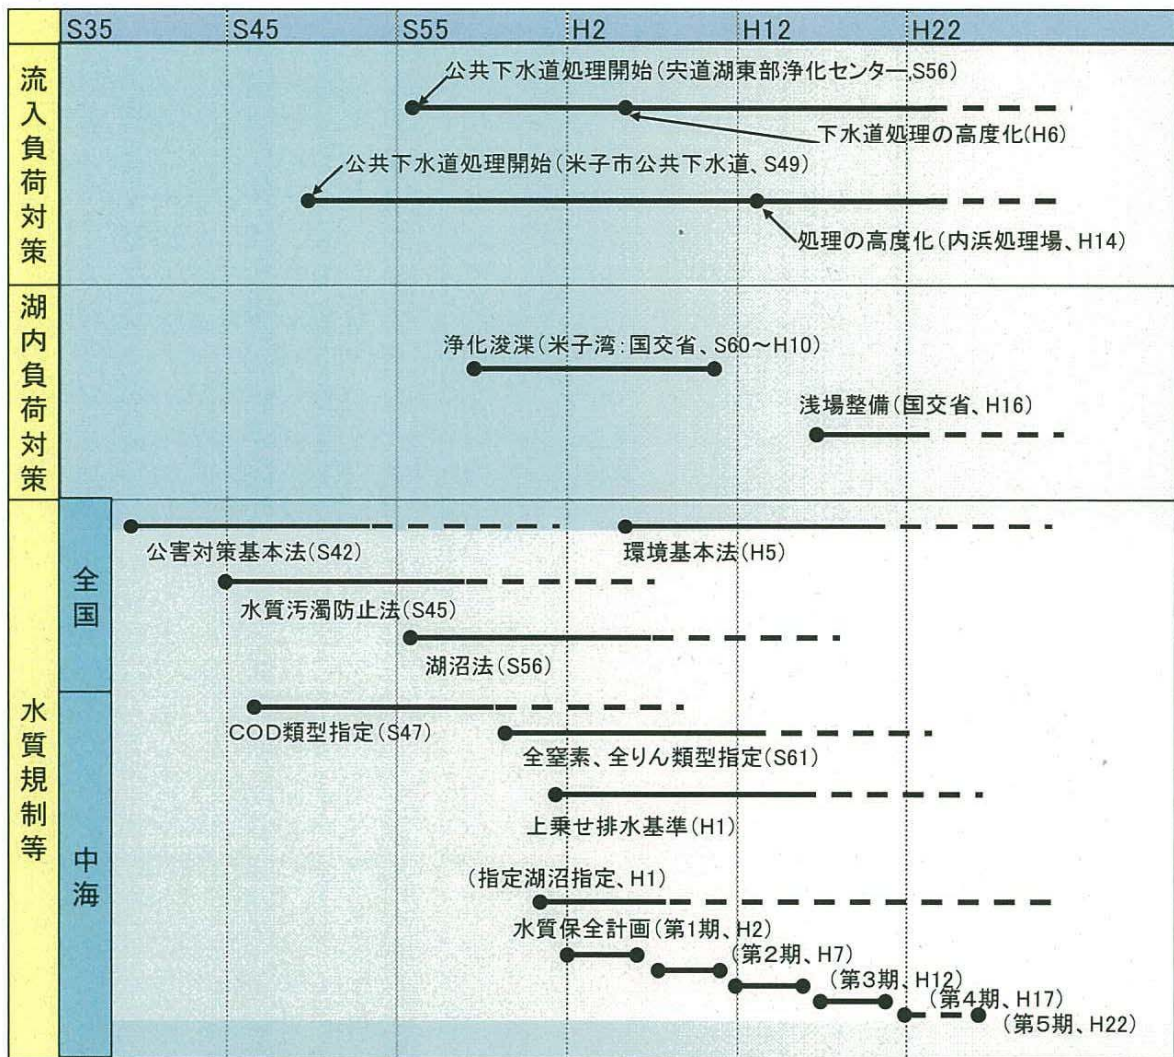 S35 S45 S55 H2 H12 H22
流入負荷対策
公共下水道処理開始(宍道湖東部浄化センター,S56)
下水道処理の高度化(H6)
公共下水道処理開始(米子市公共下水道、S49)
処理の高度化(内浜処理場、H14)
湖内負荷対策
浄化浚渫(米子湾:国交省、S60～H10)
浅場整備(国交省、H16)
水質規制等
全国
公害対策基本法(S42)
環境基本法(H5)
水質汚濁防止法(S45)
湖沼法(S56)
中海
COD類型指定(S47)
全窒素、全りん類型指定(S61)
上乗せ排水基準(H1)
(指定湖沼指定、H1)
水質保全計画(第1期、H2)
(第2期、H7)
(第3期、H12)
(第4期、H17)
(第5期、H22)